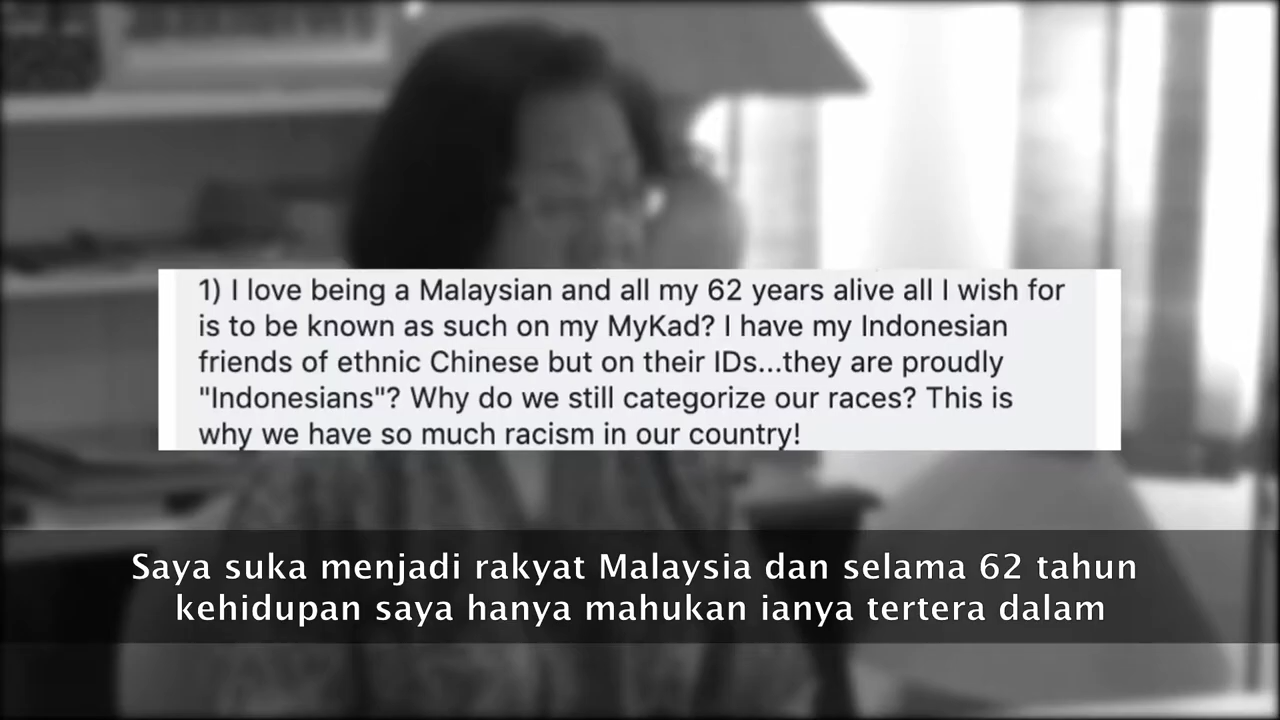 1) I love being a Malaysian and all my 62 years alive all I wish for
is to be known as such on my MyKad? I have my Indonesian
friends of ethnic Chinese but on their IDs...they are proudly
"Indonesians"? Why do we still categorize our races? This is
why we have so much racism in our country!
Saya suka menjadi rakyat Malaysia dan selama 62 tahun
kehidupan saya hanya mahukan ianya tertera dalam